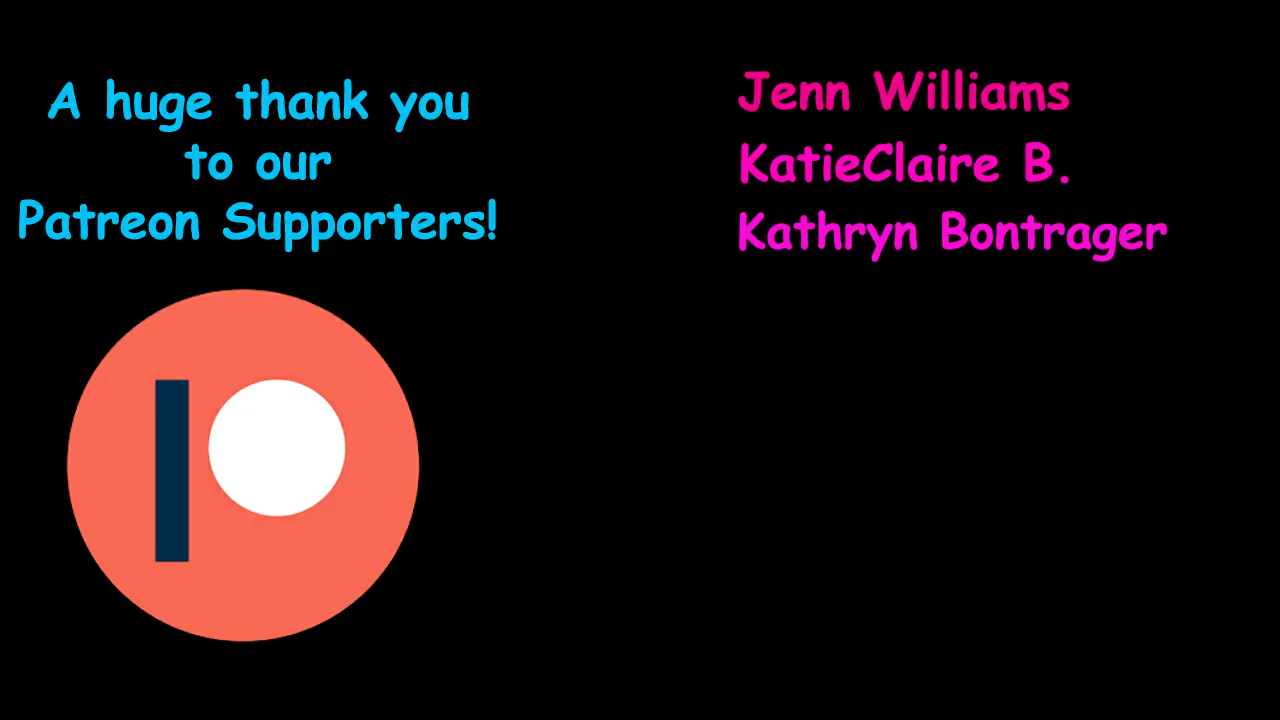 A huge thank you
to our
Patreon Supporters!
Jenn Williams
KatieClaire B.
Kathryn Bontrager